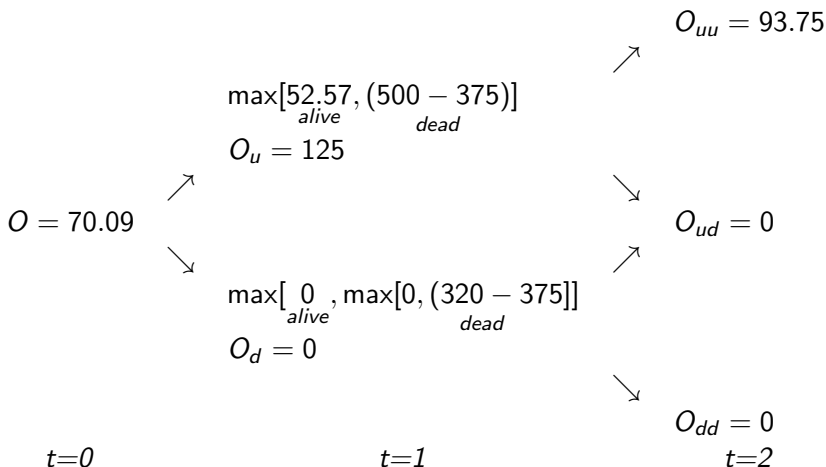 O_{uu} = 93.75
max[52.57, (500 − 375)]
alive dead
O_u = 125
O = 70.09
O_{ud} = 0
max[ 0 , max[0, (320 − 375]]
alive dead
O_d = 0
O_{dd} = 0
t=0 t=1 t=2